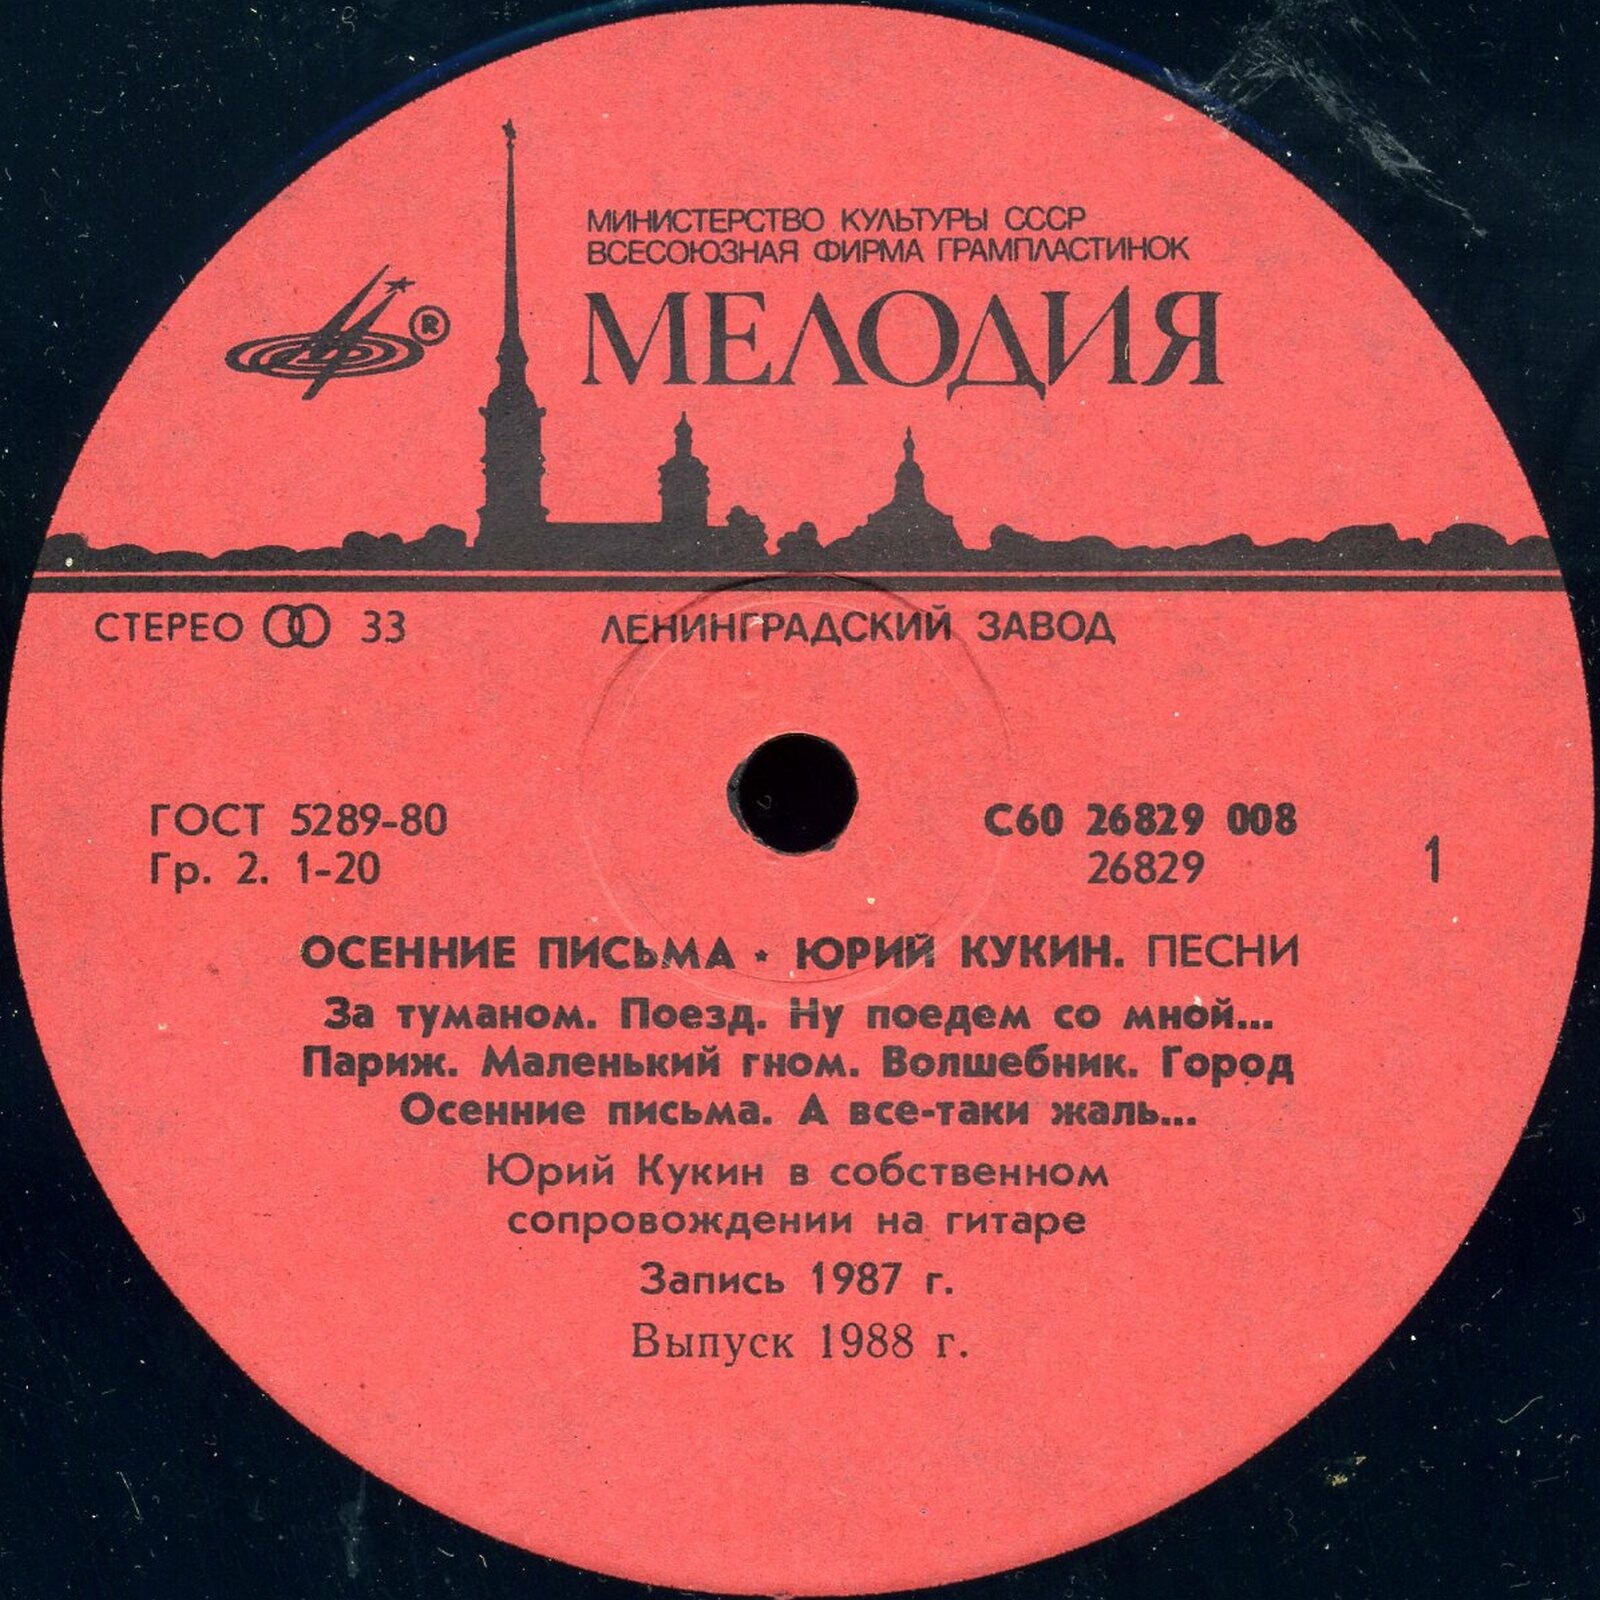 МИНИСТЕРСТВО КУЛЬТУРЫ СССР
ВСЕСОЮЗНАЯ ФИРМА ГРАМПЛАСТИНОК
МЕЛОДИЯ
®
СТЕРЕО 33
ЛЕНИНГРАДСКИЙ ЗАВОД
ГОСТ 5289-80
Гр. 2. 1-20
С60 26829 008
26829
1
ОСЕННИЕ ПИСЬМА ⋆ ЮРИЙ КУКИН. ПЕСНИ
За туманом. Поезд. Ну поедем со мной...
Париж. Маленький гном. Волшебник. Город
Осенние письма. А все-таки жаль...
Юрий Кукин в собственном
сопровождении на гитаре
Запись 1987 г.
Выпуск 1988 г.